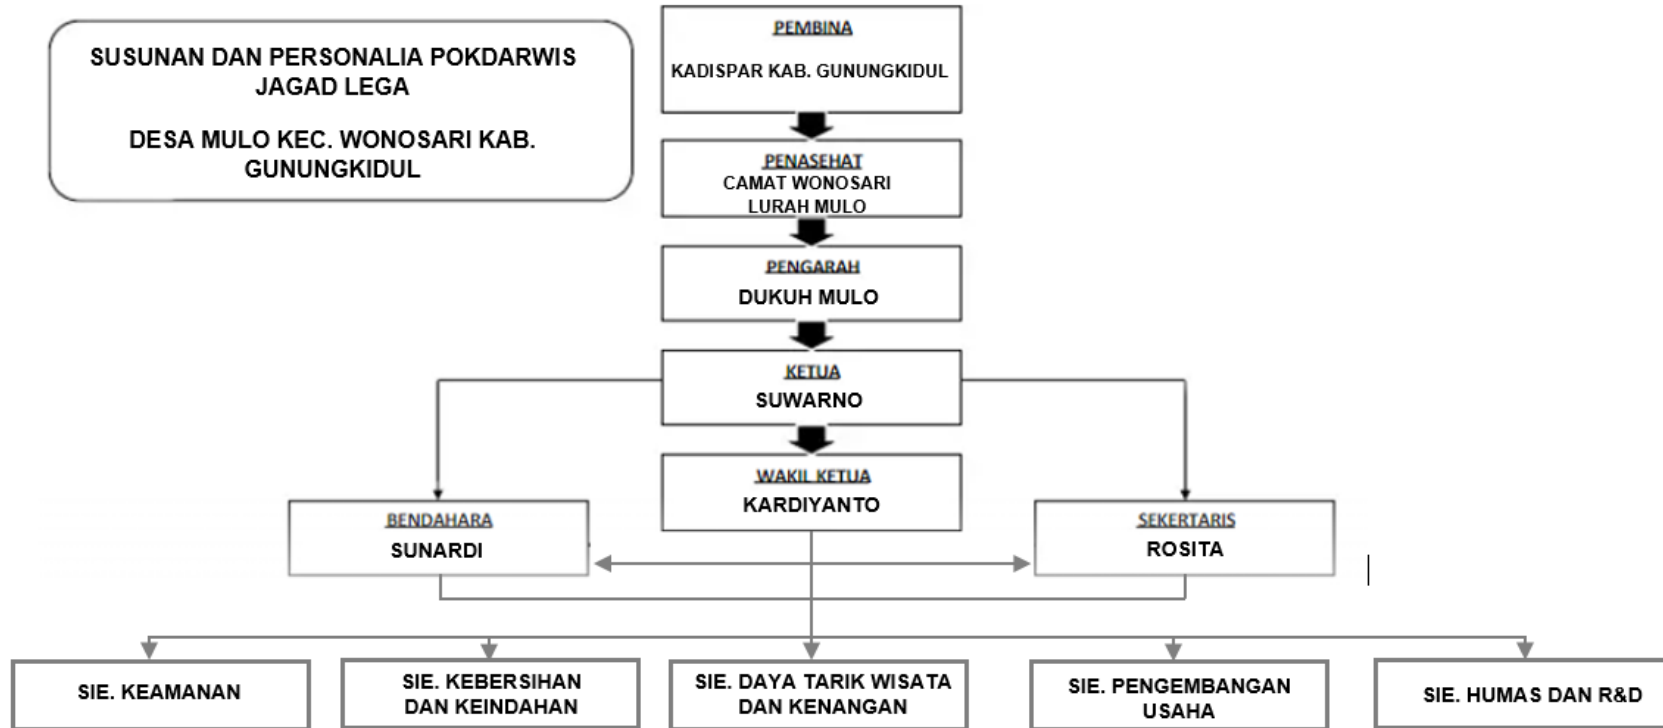 SUSUNAN DAN PERSONALIA POKDARWIS
JAGAD LEGA
DESA MULO KEC. WONOSARI KAB.
GUNUNGKIDUL
PEMBINA
KADISPAR KAB. GUNUNGKIDUL
PENASEHAT
CAMAT WONOSARI
LURAH MULO
PENGARAH
DUKUH MULO
KETUA
SUWARNO
WAKIL KETUA
KARDIYANTO
BENDAHARA
SUNARDI
SEKERTARIS
ROSITA
SIE. KEAMANAN
SIE. KEBERSIHAN
DAN KEINDAHAN
SIE. DAYA TARIK WISATA
DAN KENANGAN
SIE. PENGEMBANGAN
USAHA
SIE. HUMAS DAN R&D